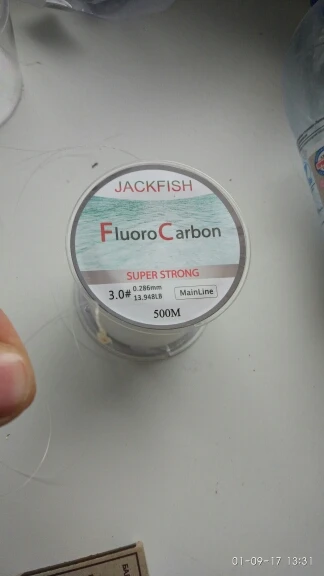 JACKFISH
FluoroCarbon
SUPER STRONG
3.0# 0.286mm 13.948LB MainLine
500M
01-09-17 13:31